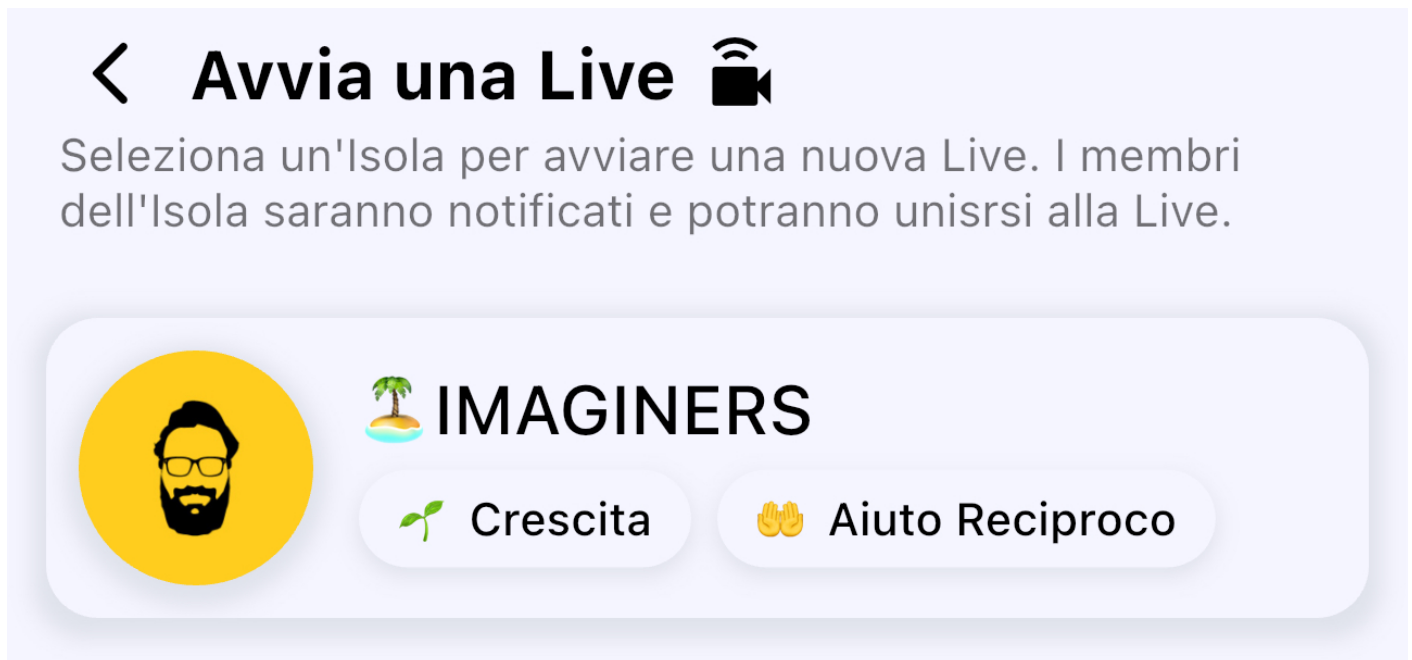 Avvia una Live
Seleziona un'Isola per avviare una nuova Live. I membri
dell'Isola saranno notificati e potranno unisrsi alla Live.
🏝️IMAGINERS
🌱 Crescita 🤲 Aiuto Reciproco